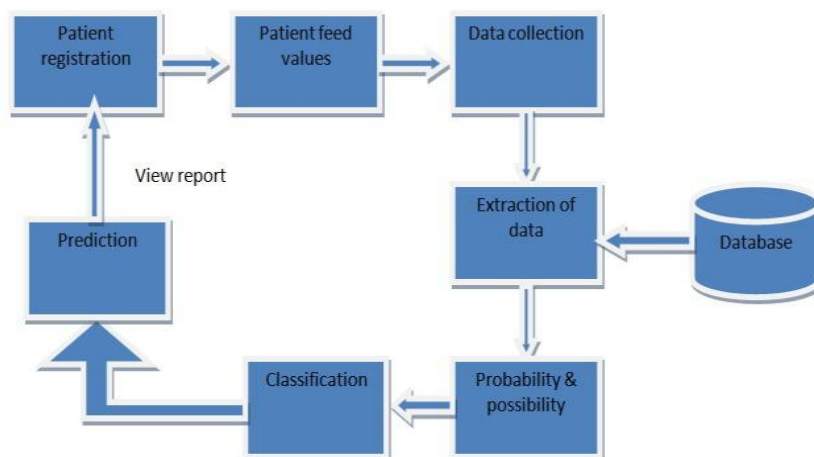 Patient
registration
Patient feed
values
Data collection
View report
Extraction of
data
Database
Prediction
Classification
Probability &
possibility